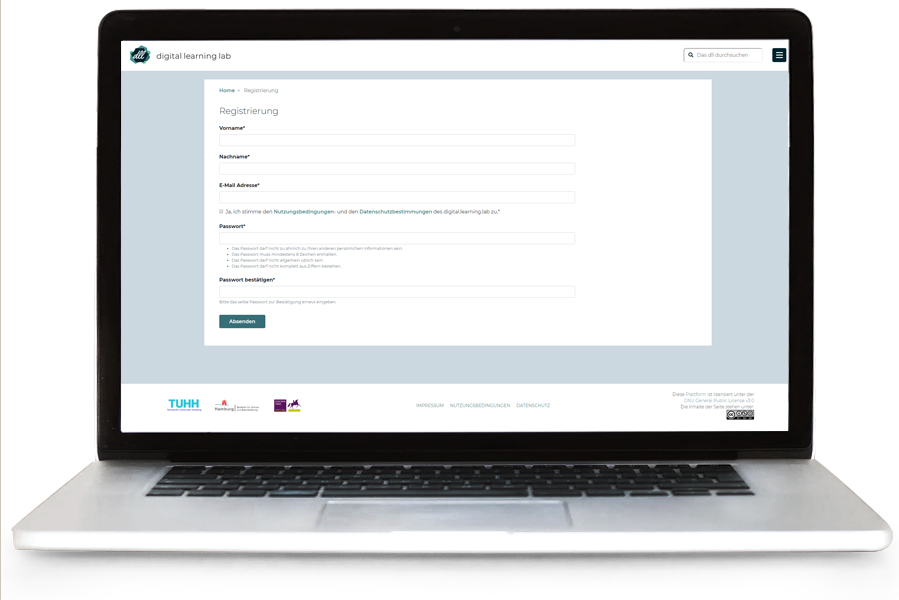 dll digital learning lab
Das dll durchsuchen
Home > Registrierung
Registrierung
Vorname*
Nachname*
E-Mail Adresse*
Ja, ich stimme den Nutzungsbedingungen- und den Datenschutzbestimmungen des digital.learning.lab zu.*
Passwort*
Das Passwort darf nicht zu ähnlich zu Ihren anderen persönlichen Informationen sein.
Das Passwort muss mindestens 8 Zeichen enthalten.
Das Passwort darf nicht allgemein üblich sein.
Das Passwort darf nicht komplett aus Ziffern bestehen.
Passwort bestätigen*
Bitte das selbe Passwort zur Bestätigung erneut eingeben.
Absenden
TUHH
Hamburg
IMPRESSUM NUTZUNGSBEDINGUNGEN DATENSCHUTZ
Diese Plattform ist lizensiert unter der
GNU General Public License v3.0
Die Inhalte der Seite stehen unter